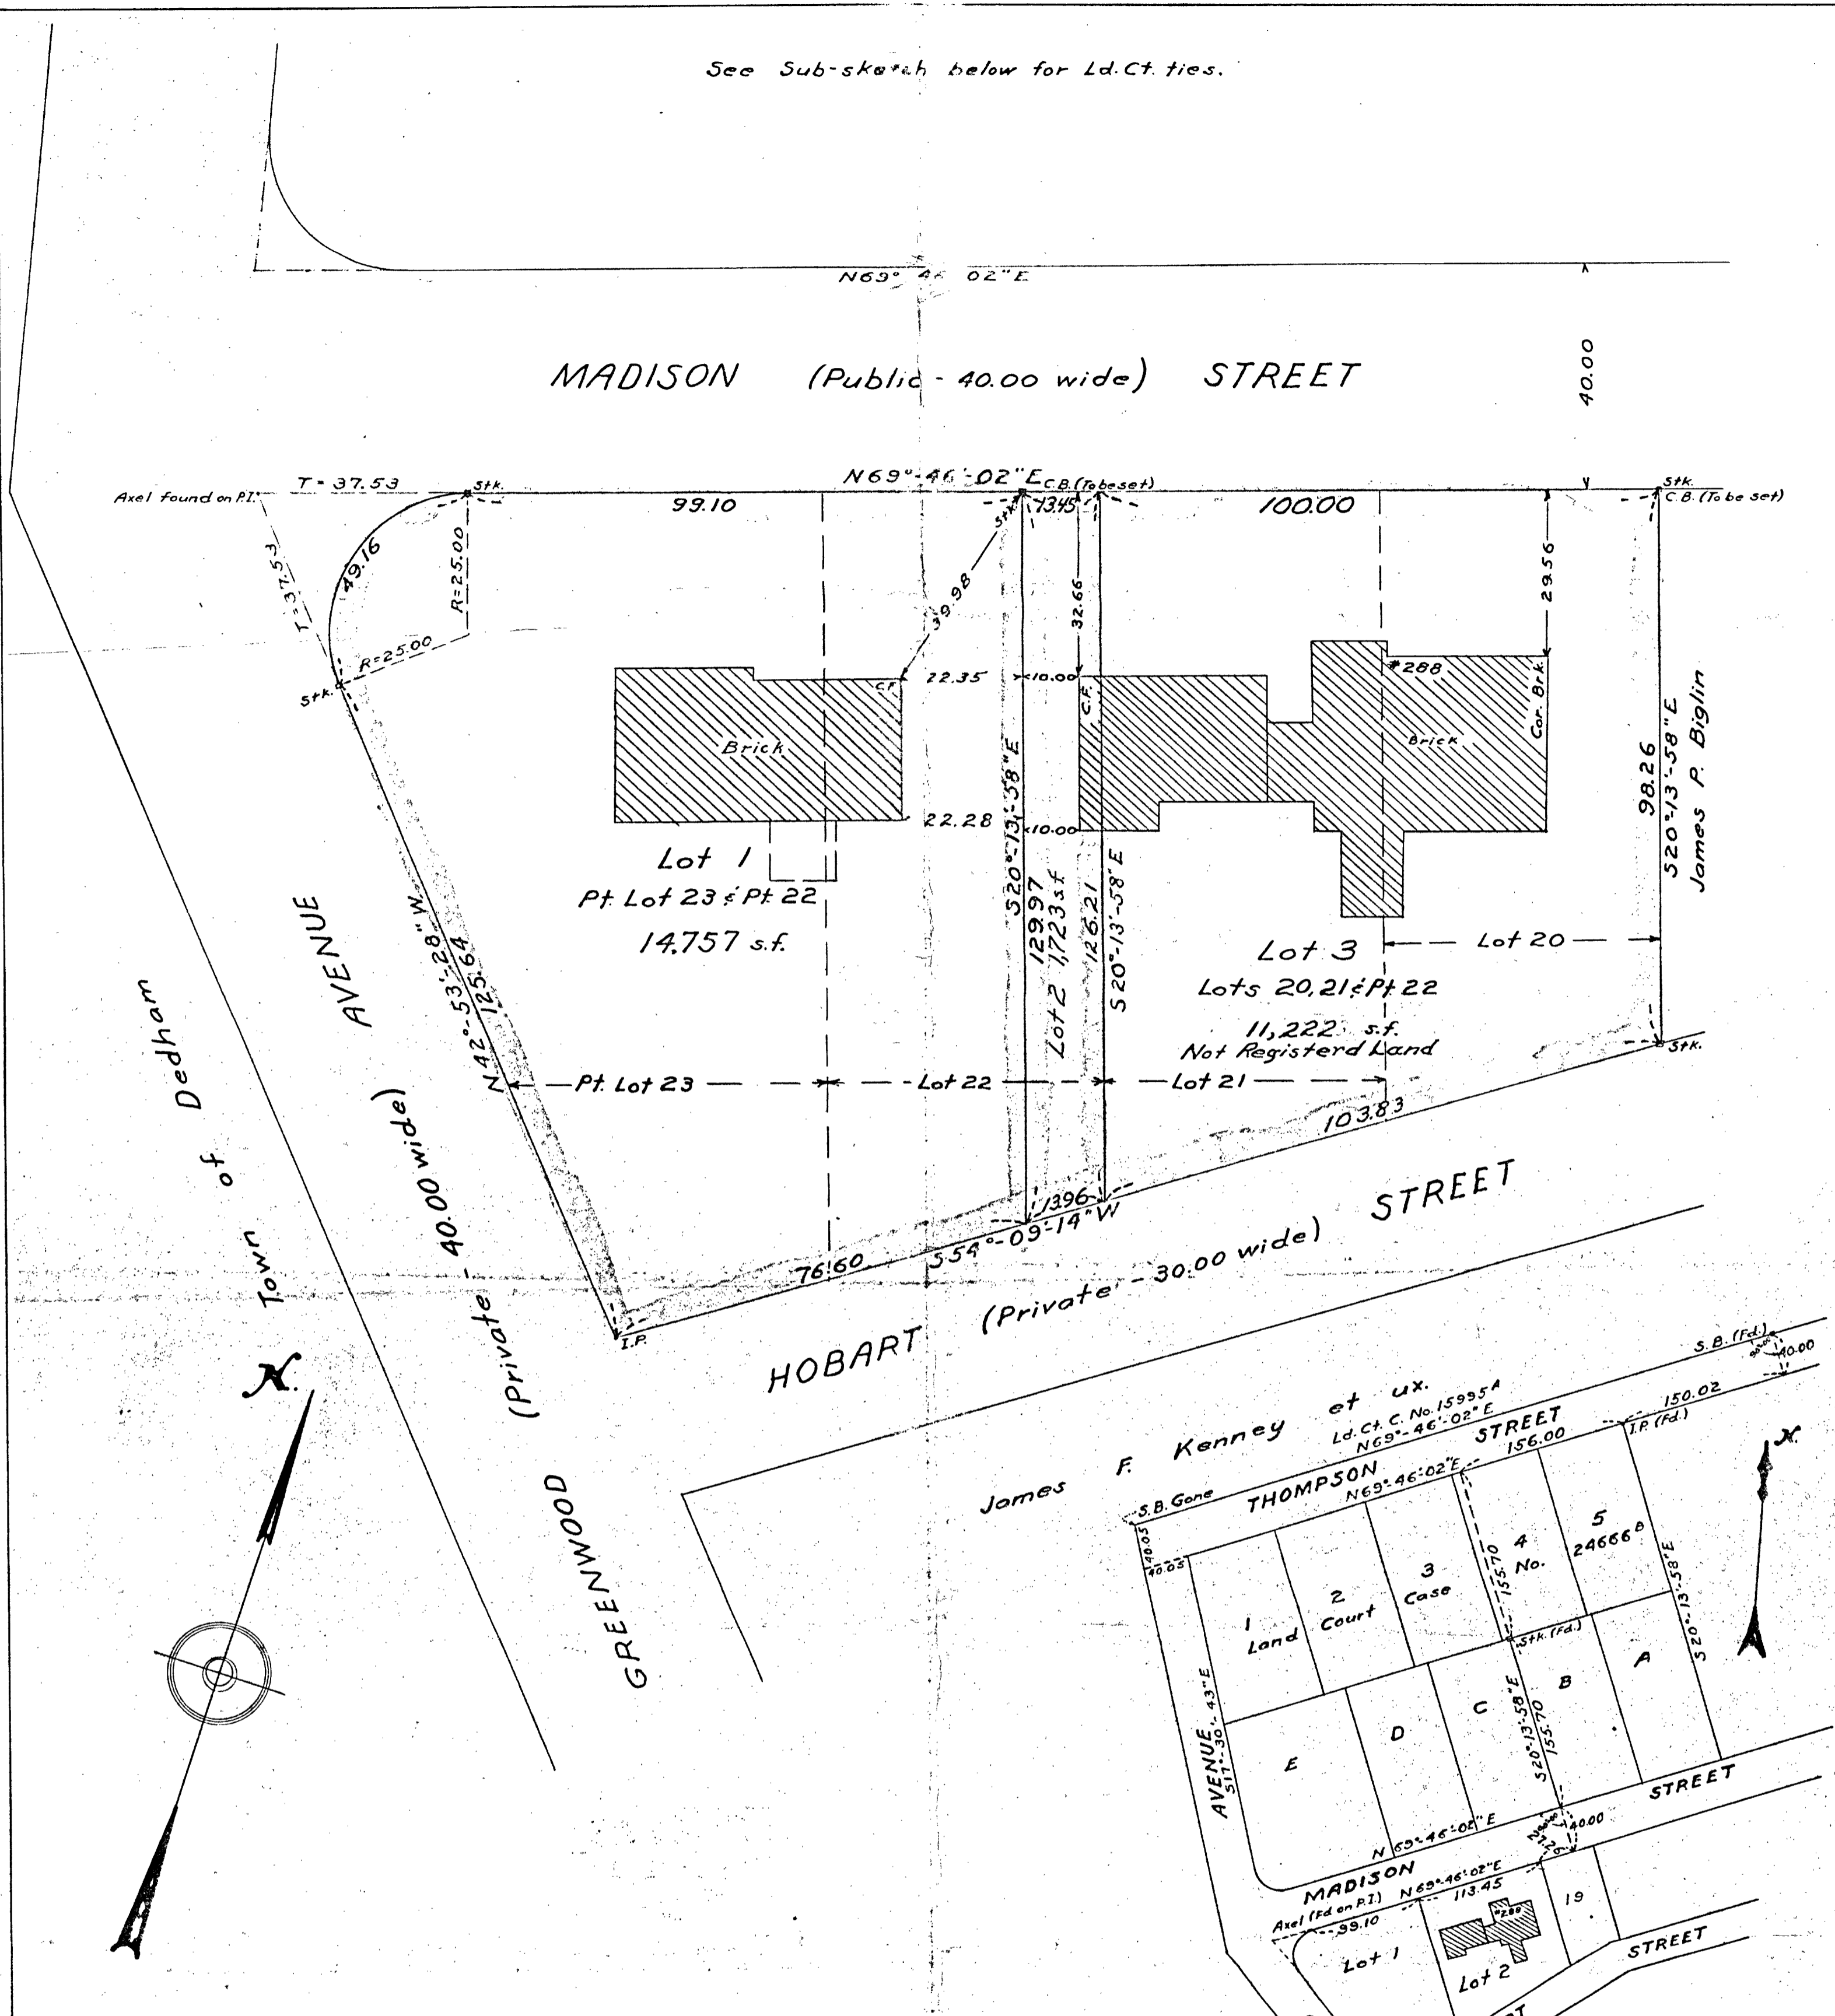 See Sub-sketch below for Ld.Ct. ties.
N69° 46 02"E
MADISON (Public - 40.00 wide) STREET
40.00
Axel found on P.I.
T=37.53
Stk.
N69°-46'-02"E
C.B.(To be set)
Stk.
C.B.(To be set)
99.10
Stk.
13.45
100.00
T=37.53
49.16
R=25.00
R=25.00
Stk.
39.98
32.66
29.56
C.F.
22.35
10.00
C.F.
#288
Cor. Brk.
Brick
Brick
22.28
10.00
S20°-13'-58"E
129.97
Lot 2 1,723 s.f.
126.21
S20°-13'-58"E
98.26
S20°-13'-58"E
James P. Biglin
Lot 1
Pt. Lot 23 & Pt. 22
14,757 s.f.
Lot 3
Lot 20
Lots 20,21 & Pt 22
11,222 s.f.
Not Registerd Land
Stk.
N 42°-53'-28" W
125.64
Pt. Lot 23
Lot 22
Lot 21
103.83
13.96
S54°-09'-14"W
76.60
I.P.
Town of Dedham
GREENWOOD (Private - 40.00 wide) AVENUE
HOBART (Private - 30.00 wide) STREET
N.
James F. Kenney et ux.
Ld. Ct. C. No. 15995A
N69°-46'-02"E
S.B. (Fd.)
40.00
150.02
I.P. (Fd.)
S.B. Gone
THOMPSON STREET
N69°-46'-02"E
156.00
N.
40.05
40.05
1
2
3
4
5
Land Court Case No. 24666B
155.70
Stk. (Fd.)
S20°-13'-58"E
E
D
C
B
A
S20°-13'-58"E
155.70
AVENUE
S17°-30'-43"E
N 69°-46'-02"E
MADISON STREET
40.00
Axel (Fd on P.I.)
N69°-46'-02"E
99.10
113.45
#288
19
Lot 1
Lot 2
STREET